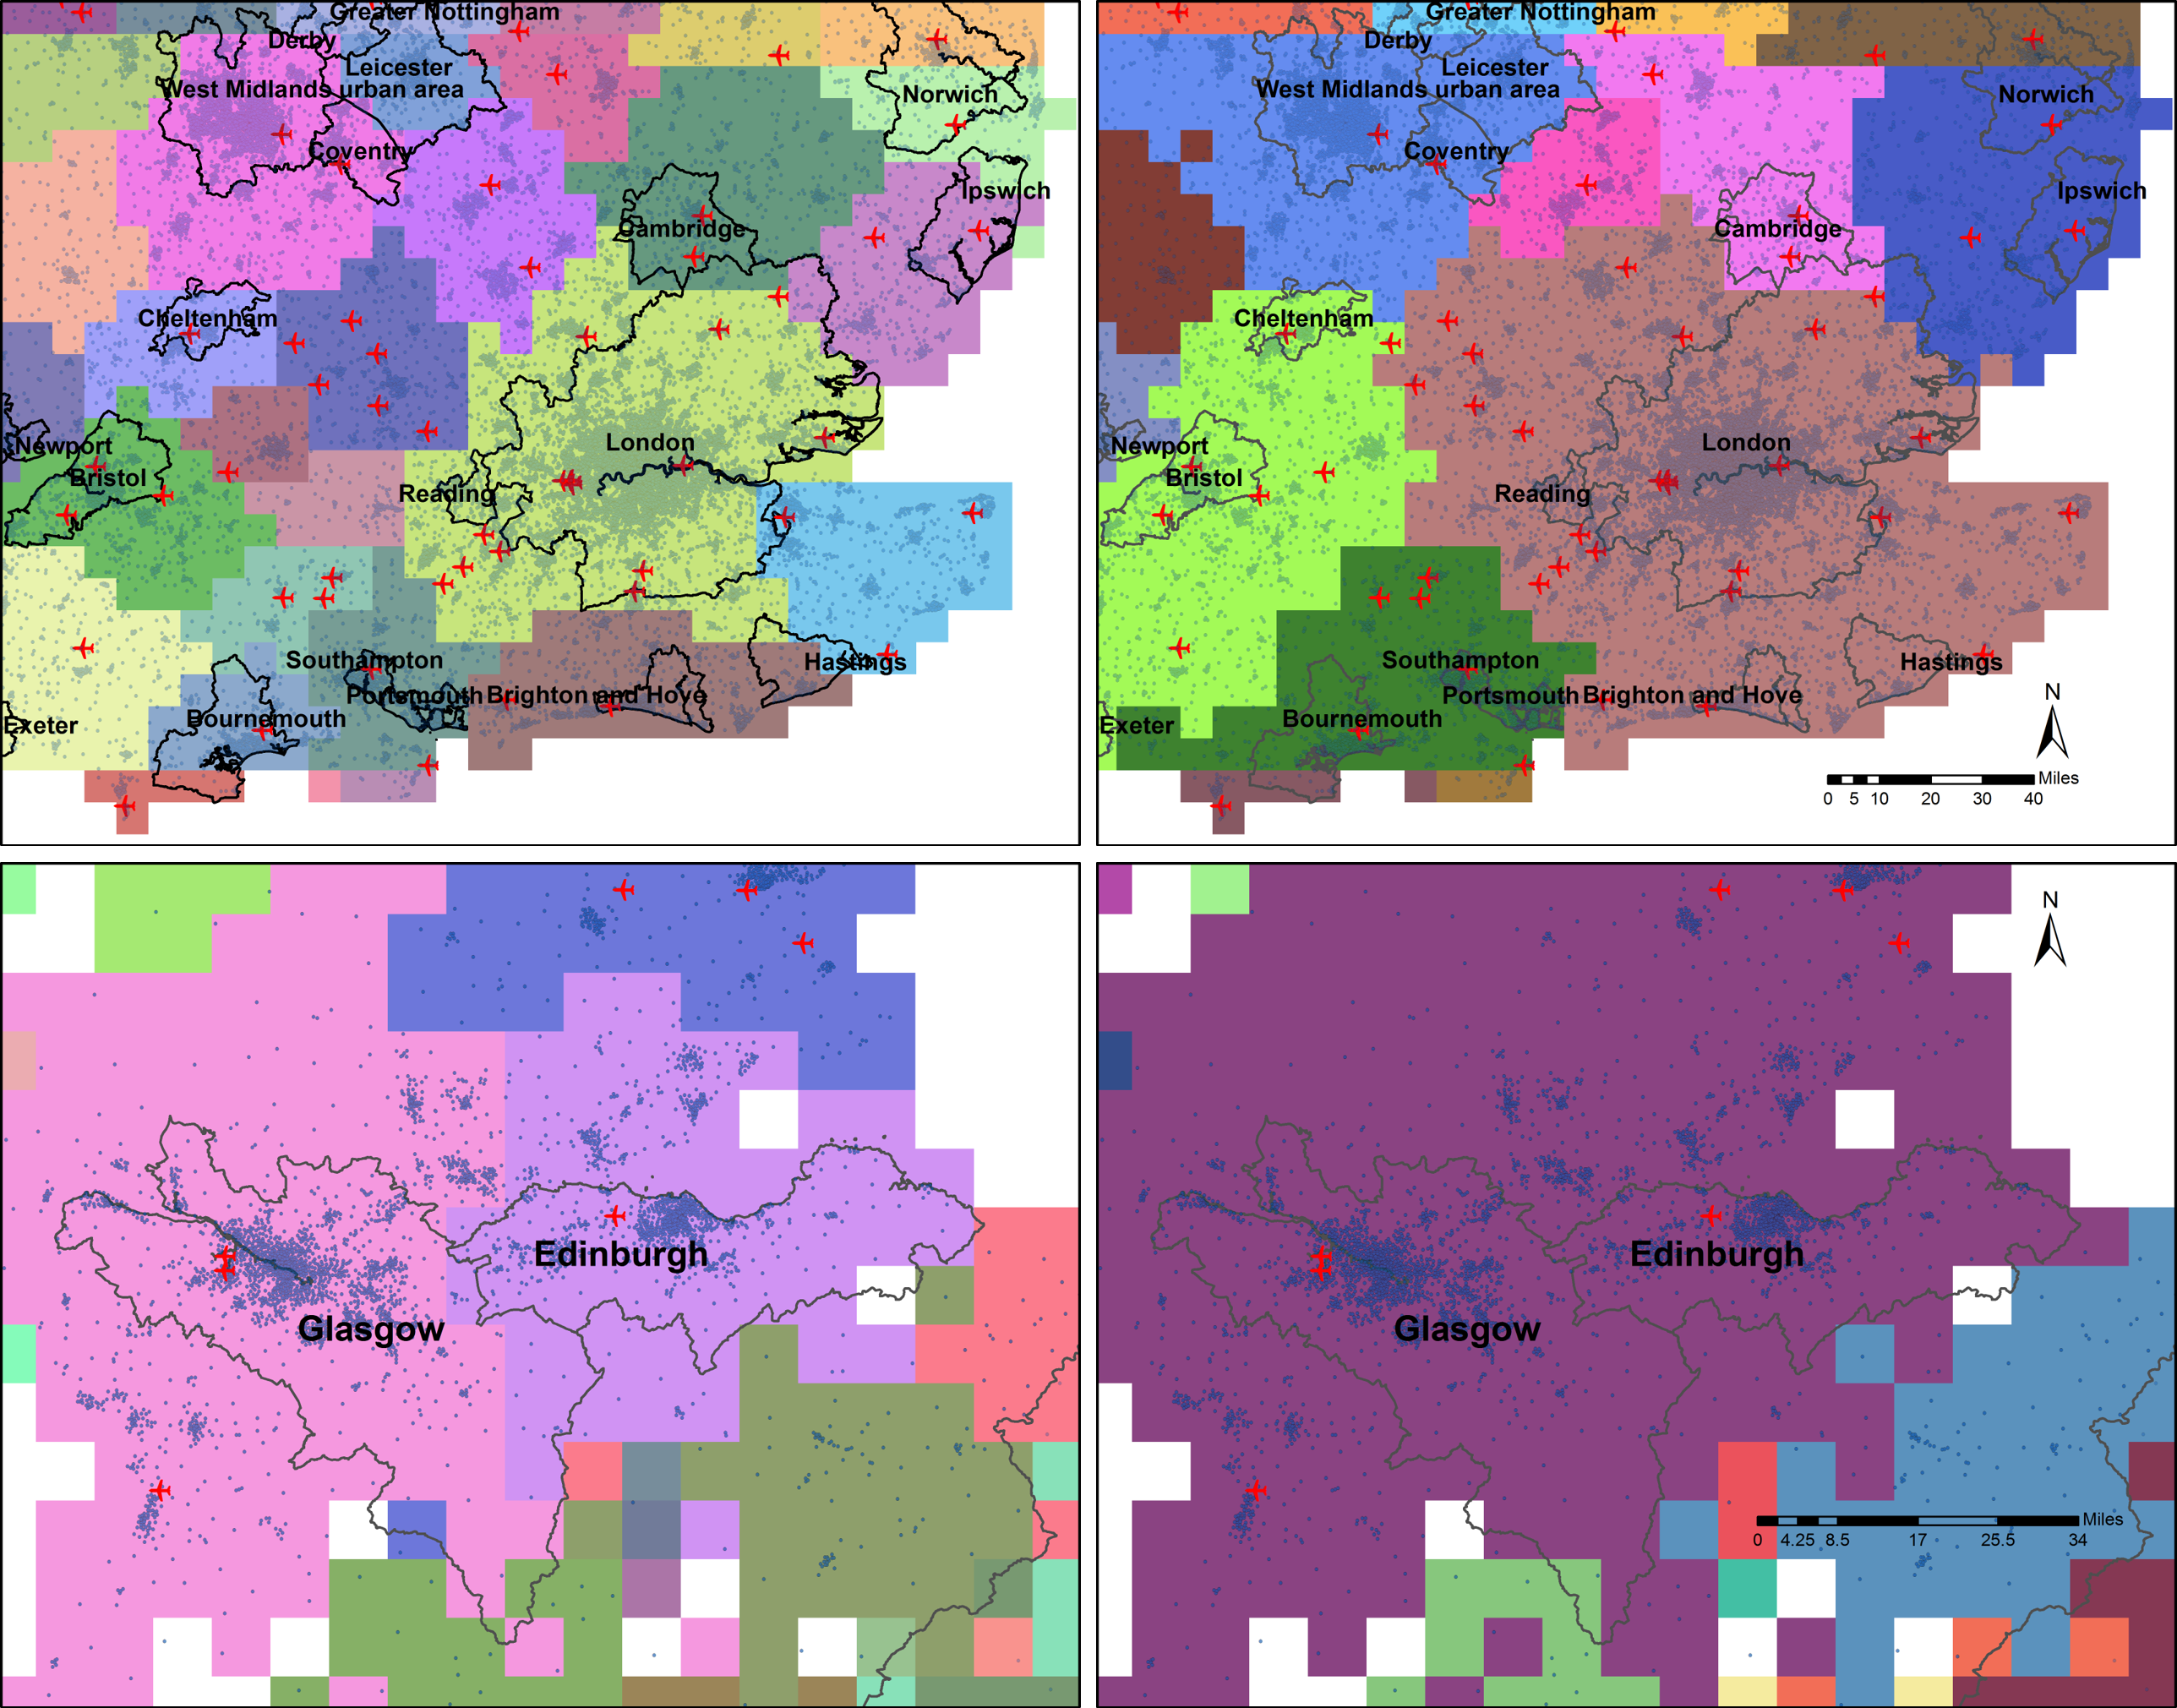 Greater Nottingham
Derby
Leicester
West Midlands urban area
Norwich
Coventry
Ipswich
Cambridge
Cheltenham
London
Newport
Bristol
Reading
Southampton
Hastings
Portsmouth Brighton and Hove
Bournemouth
Exeter
Greater Nottingham
Derby
Leicester
West Midlands urban area
Norwich
Coventry
Ipswich
Cambridge
Cheltenham
London
Newport
Bristol
Reading
Southampton
Hastings
Portsmouth Brighton and Hove
Bournemouth
Exeter
N
Miles
0 5 10 20 30 40
Edinburgh
Glasgow
N
Edinburgh
Glasgow
Miles
0 4.25 8.5 17 25.5 34